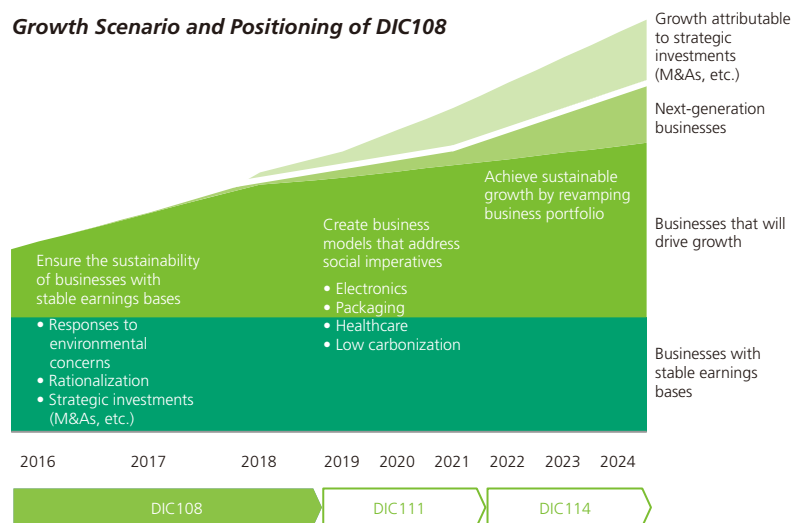 Growth Scenario and Positioning of DIC108
Growth attributable
to strategic
investments
(M&As, etc.)
Next-generation
businesses
Achieve sustainable
growth by revamping
business portfolio
Businesses that will
drive growth
Create business
models that address
social imperatives
• Electronics
• Packaging
• Healthcare
• Low carbonization
Ensure the sustainability
of businesses with
stable earnings bases
• Responses to
environmental
concerns
• Rationalization
• Strategic investments
(M&As, etc.)
Businesses with
stable earnings
bases
2016 2017 2018 2019 2020 2021 2022 2023 2024
DIC108 DIC111 DIC114